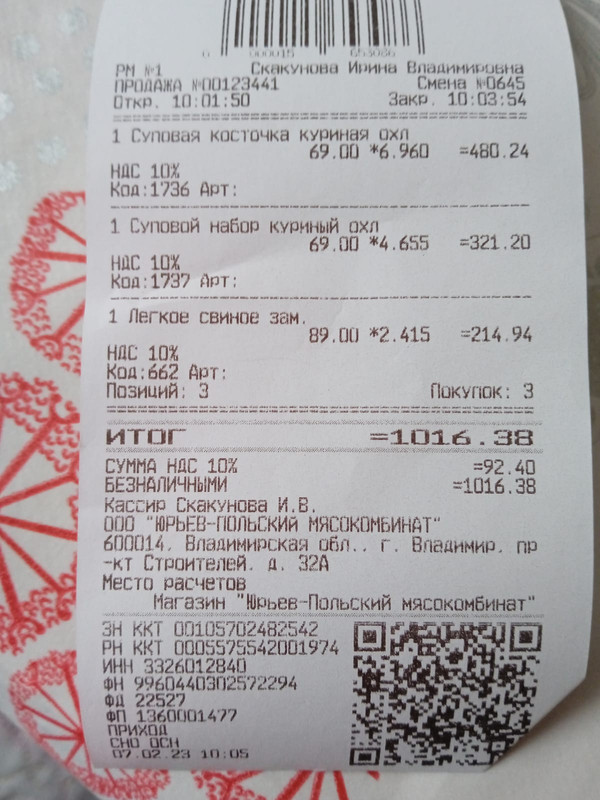 0 000015 653086
РМ №1 Скакунова Ирина Владимировна
ПРОДАЖА №00123441 Смена №0645
Откр. 10:01:50 Закр. 10:03:54
1 Суповая косточка куриная охл
69.00 *6.960 =480.24
НДС 10%
Код:1736 Арт:
1 Суповой набор куриный охл
69.00 *4.655 =321.20
НДС 10%
Код:1737 Арт:
1 Легкое свиное зам.
89.00 *2.415 =214.94
НДС 10%
Код:662 Арт:
Позиций: 3 Покупок: 3
ИТОГ =1016.38
СУММА НДС 10% =92.40
БЕЗНАЛИЧНЫМИ =1016.38
Кассир Скакунова И.В.
ООО "ЮРЬЕВ-ПОЛЬСКИЙ МЯСОКОМБИНАТ"
600014, Владимирская обл., г. Владимир, пр
-кт Строителей, д. 32А
Место расчетов
Магазин "Юрьев-Польский мясокомбинат"
ЗН ККТ 00105702482542
РН ККТ 0005575542001974
ИНН 3326012840
ФН 9960440302572294
ФД 22527
ФП 1360001477
ПРИХОД
СНО ОСН
07.02.23 10:05